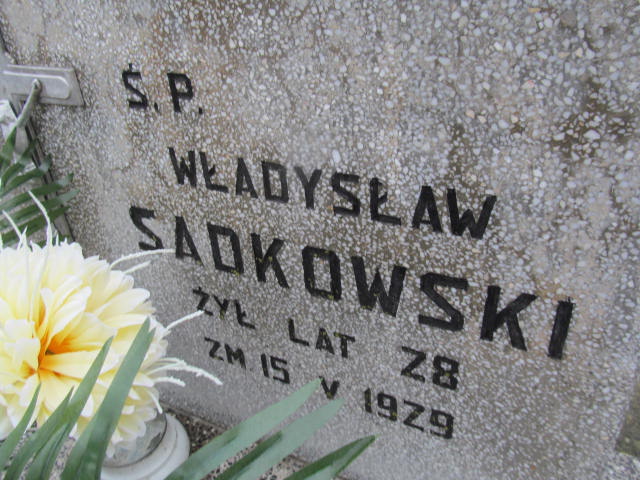 Ś. P.
WŁADYSŁAW
SADKOWSKI
ŻYŁ LAT 28
ZM 15 V 1929